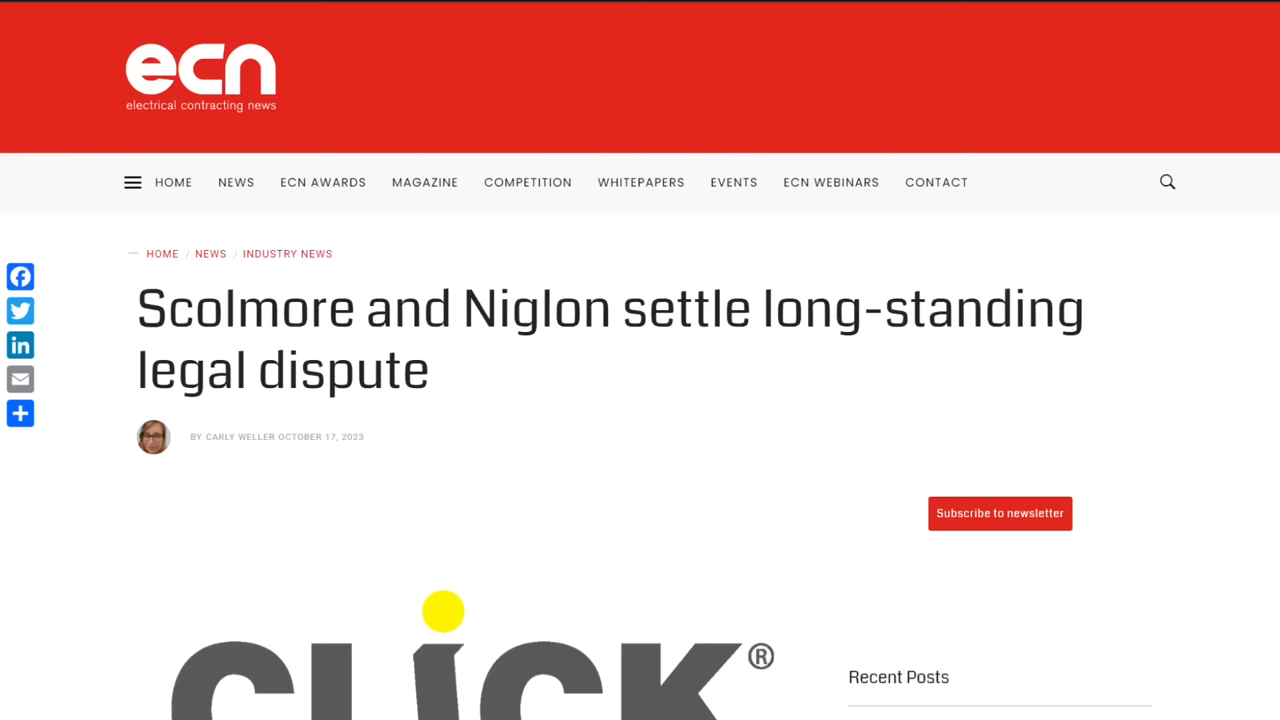 ecn
electrical contracting news
HOME NEWS ECN AWARDS MAGAZINE COMPETITION WHITEPAPERS EVENTS ECN WEBINARS CONTACT
HOME / NEWS / INDUSTRY NEWS
Scolmore and Niglon settle long-standing
legal dispute
BY CARLY WELLER OCTOBER 17, 2023
Subscribe to newsletter
CLiCK®
Recent Posts